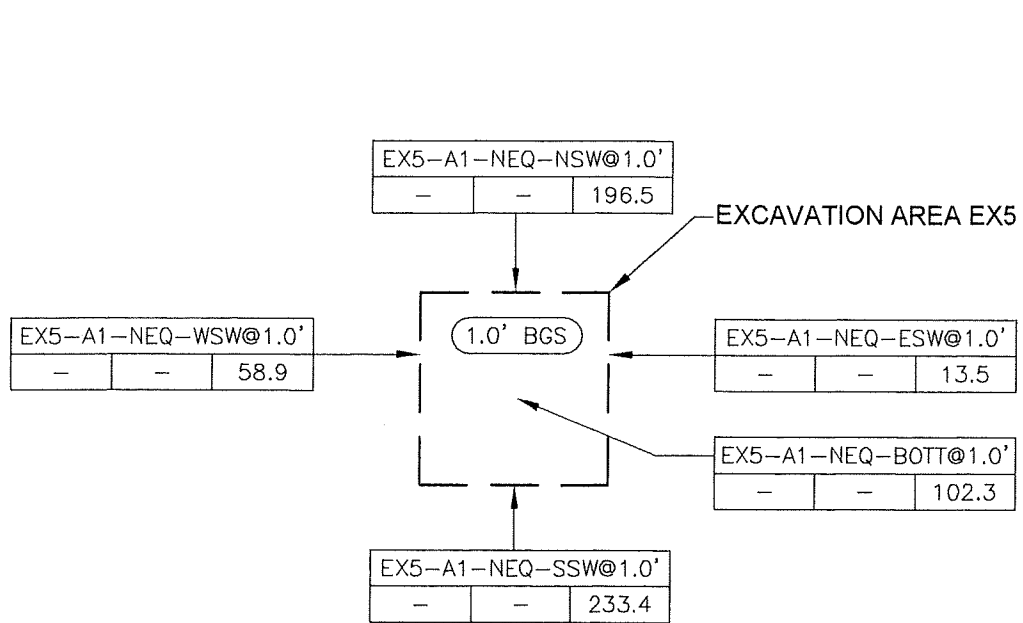 EX5-A1-NEQ-NSW@1.0'
- - 196.5
EXCAVATION AREA EX5
EX5-A1-NEQ-WSW@1.0'
- - 58.9
1.0' BGS
EX5-A1-NEQ-ESW@1.0'
- - 13.5
EX5-A1-NEQ-BOTT@1.0'
- - 102.3
EX5-A1-NEQ-SSW@1.0'
- - 233.4